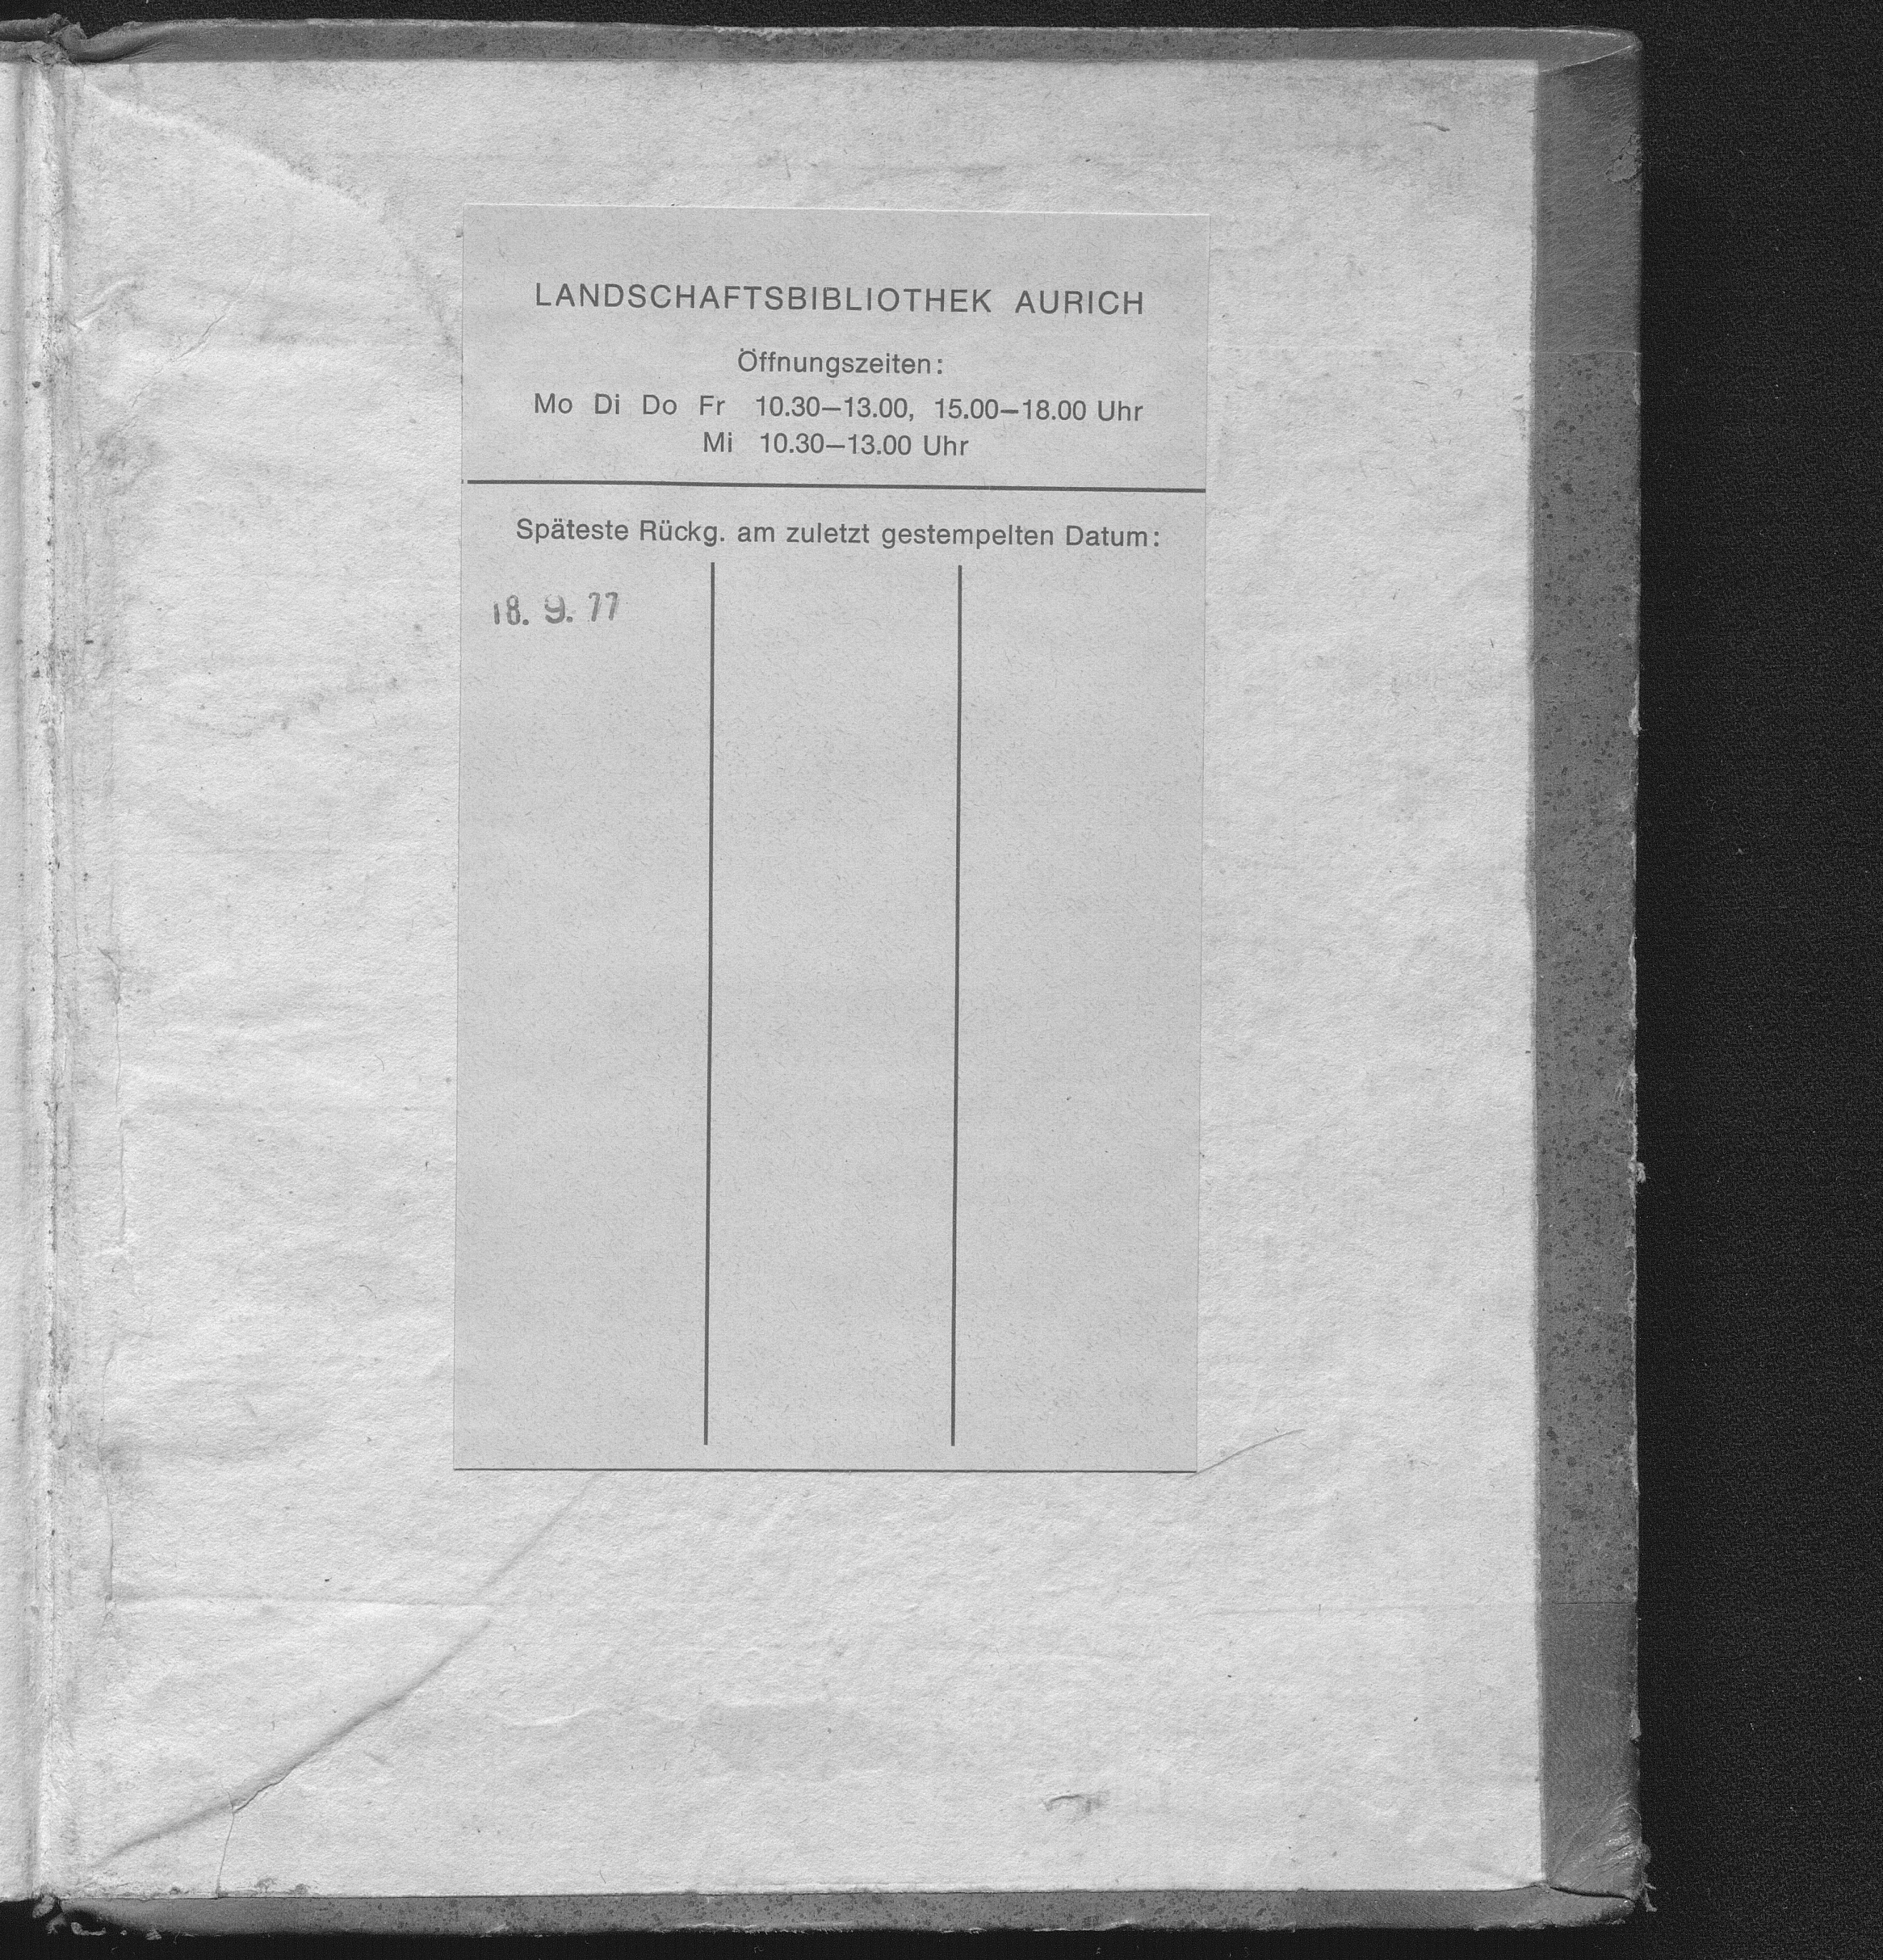 LANDSCHAFTSBIBLIOTHEK AURICH
Öffnungszeiten:
Mo Di Do Fr 10.30–13.00, 15.00–18.00 Uhr
Mi 10.30–13.00 Uhr
Späteste Rückg. am zuletzt gestempelten Datum:
18. 9. 77